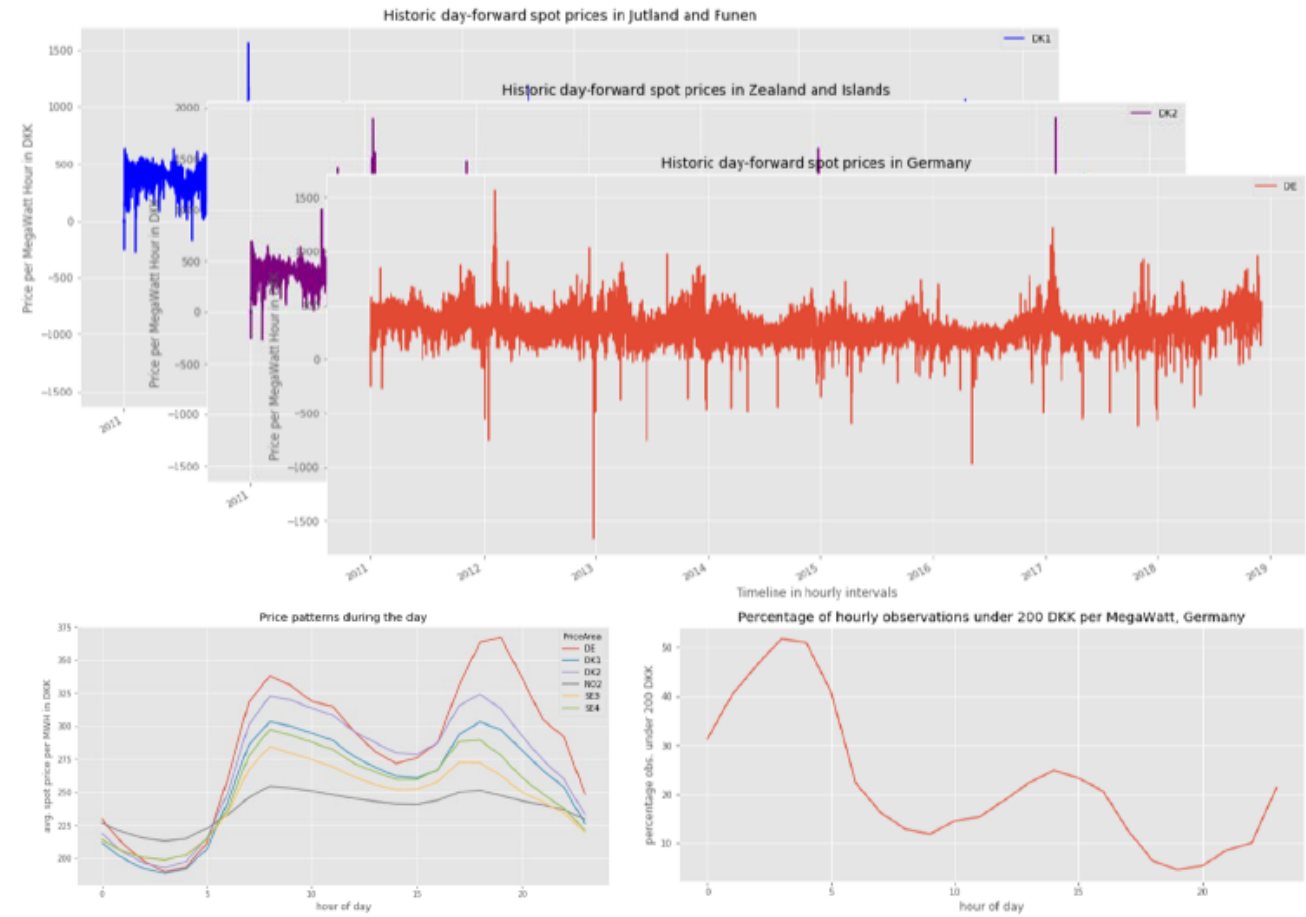 Historic day-forward spot prices in Jutland and Funen
DK1
1500
1000
500
0
−500
−1000
−1500
Price per MegaWatt Hour in DKK
2011
Historic day-forward spot prices in Zealand and Islands
DK2
2000
500
0
−500
−1000
−1500
Price per MegaWatt Hour in DKK
2011
Historic day-forward spot prices in Germany
DE
1500
1000
0
−500
−1000
−1500
Price per MegaWatt Hour in DKK
2011 2012 2013 2014 2015 2016 2017 2018 2019
Timeline in hourly intervals
Price patterns during the day
PriceArea
DE
DK1
DK2
NO2
SE3
SE4
375
350
325
300
275
250
225
200
avg. spot price per MWH in DKK
0 5 10 15 20
hour of day
Percentage of hourly observations under 200 DKK per MegaWatt, Germany
50
40
30
20
10
percentage obs. under 200 DKK
0 5 10 15 20
hour of day